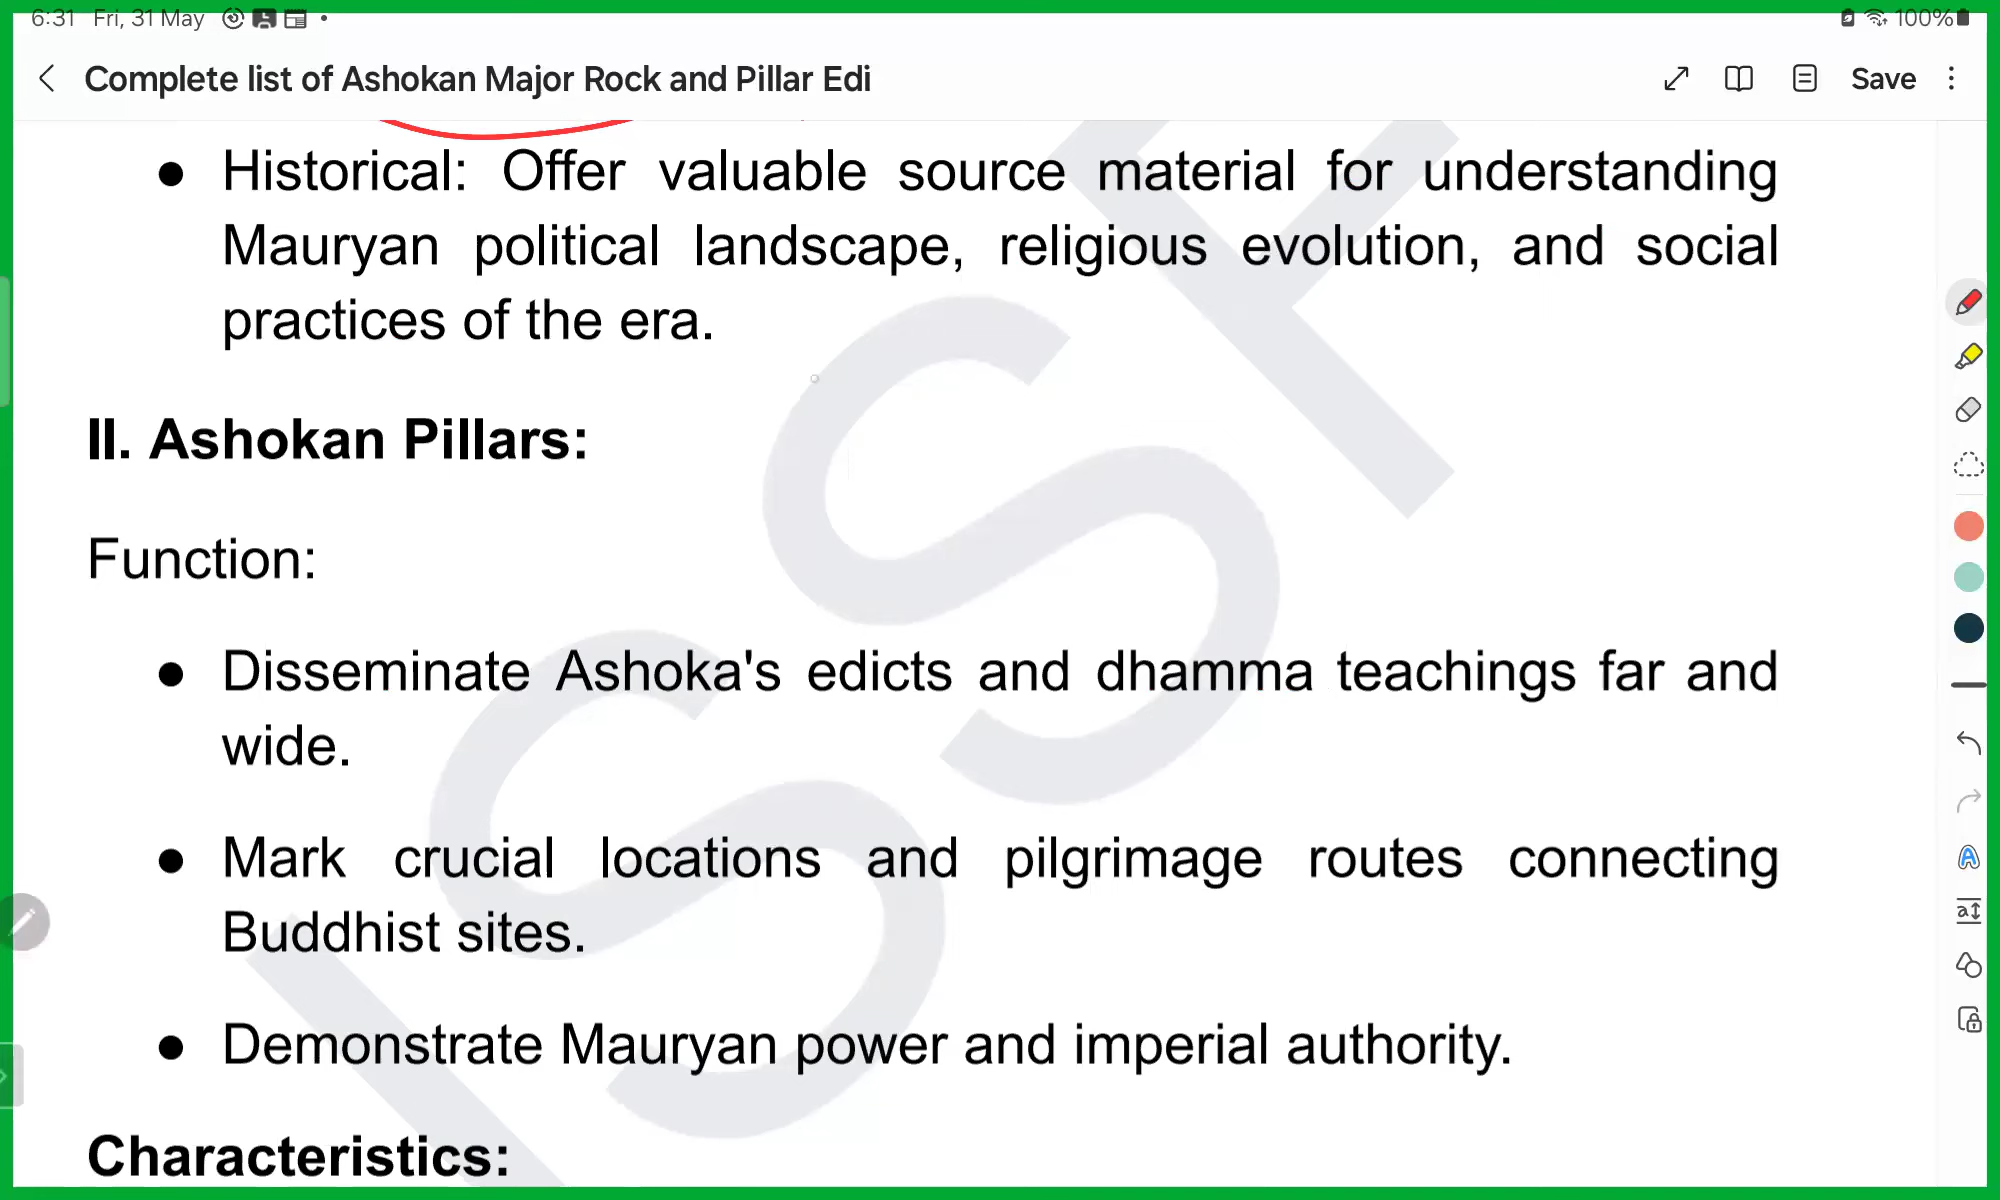 6:31 Fri, 31 May
100%
Complete list of Ashokan Major Rock and Pillar Edi
Save
● Historical: Offer valuable source material for understanding
Mauryan political landscape, religious evolution, and social
practices of the era.
II. Ashokan Pillars:
Function:
● Disseminate Ashoka's edicts and dhamma teachings far and
wide.
● Mark crucial locations and pilgrimage routes connecting
Buddhist sites.
● Demonstrate Mauryan power and imperial authority.
Characteristics: